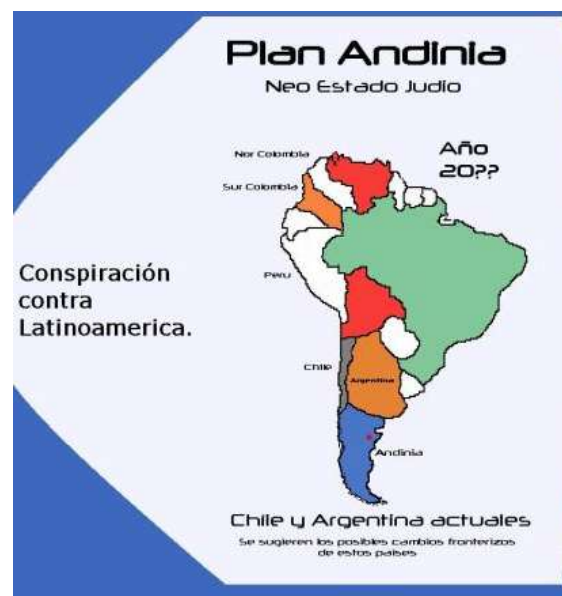 Plan Andinia
Neo Estado Judio
Año
20??
Nor Colombia
Sur Colombia
Conspiración
contra
Latinoamerica.
Peru
Chile
Argentina
Andinia
Chile y Argentina actuales
Se sugieren los posibles cambios fronterizos
de estos paises